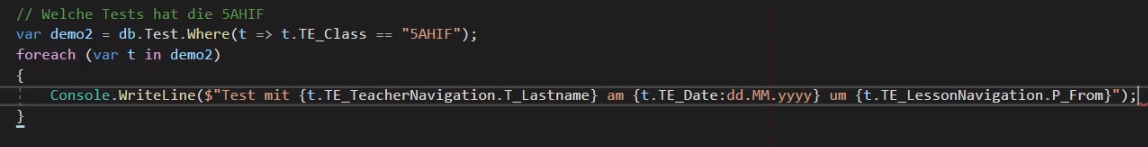 // Welche Tests hat die 5AHIF
var demo2 = db.Test.Where(t => t.TE_Class == "5AHIF");
foreach (var t in demo2)
{
    Console.WriteLine($"Test mit {t.TE_TeacherNavigation.T_Lastname} am {t.TE_Date:dd.MM.yyyy} um {t.TE_LessonNavigation.P_From}");
}